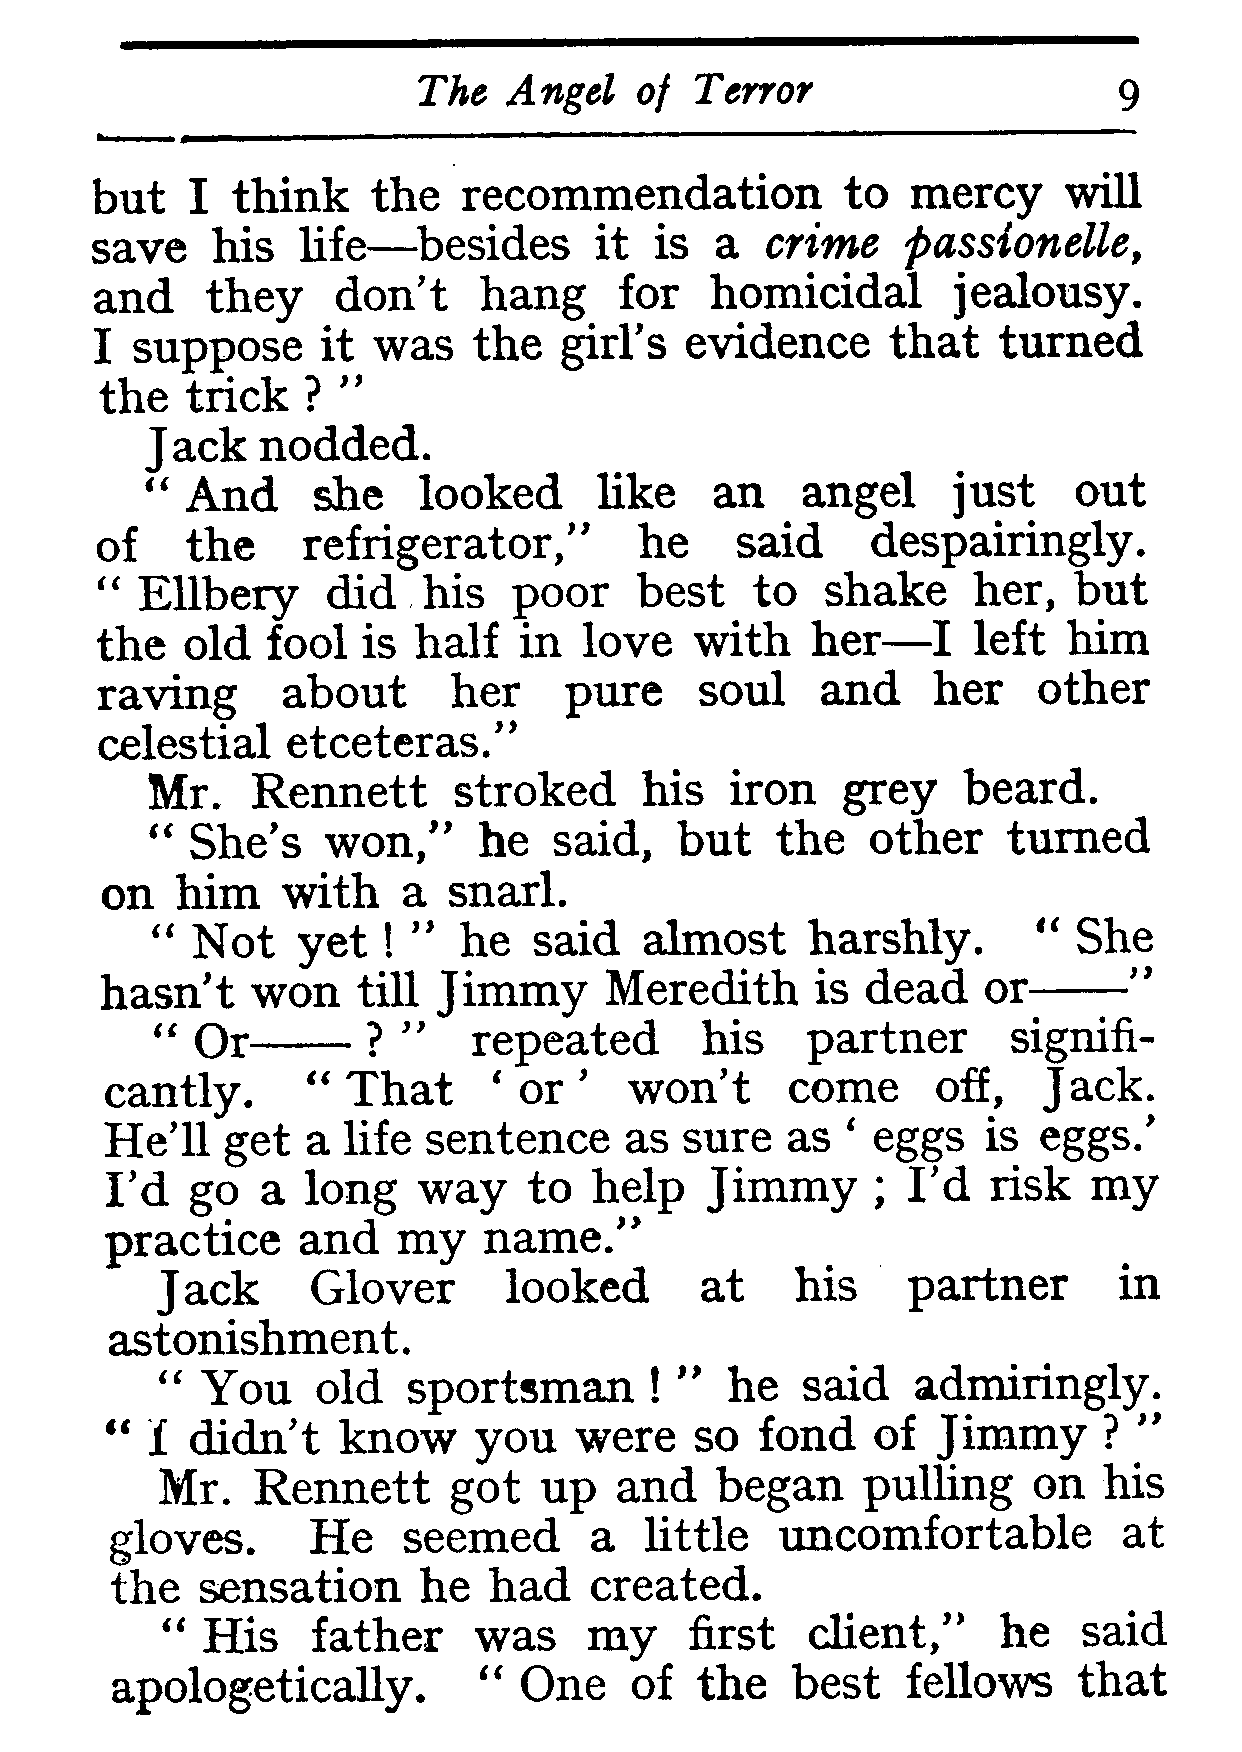 The Angel of Terror 9
but I think the recommendation to mercy will
save his life—besides it is a crime passionelle,
and they don't hang for homicidal jealousy.
I suppose it was the girl's evidence that turned
the trick ? ”
Jack nodded.
“ And she looked like an angel just out
of the refrigerator,” he said despairingly.
“ Ellbery did his poor best to shake her, but
the old fool is half in love with her—I left him
raving about her pure soul and her other
celestial etceteras.”
Mr. Rennett stroked his iron grey beard.
“ She's won,” he said, but the other turned
on him with a snarl.
“ Not yet ! ” he said almost harshly. “ She
hasn't won till Jimmy Meredith is dead or——”
“ Or—— ? ” repeated his partner signifi-
cantly. “ That ‘ or ’ won't come off, Jack.
He'll get a life sentence as sure as ‘ eggs is eggs.’
I'd go a long way to help Jimmy ; I'd risk my
practice and my name.”
Jack Glover looked at his partner in
astonishment.
“ You old sportsman ! ” he said admiringly.
“ I didn't know you were so fond of Jimmy ? ”
Mr. Rennett got up and began pulling on his
gloves. He seemed a little uncomfortable at
the sensation he had created.
“ His father was my first client,” he said
apologetically. “ One of the best fellows that